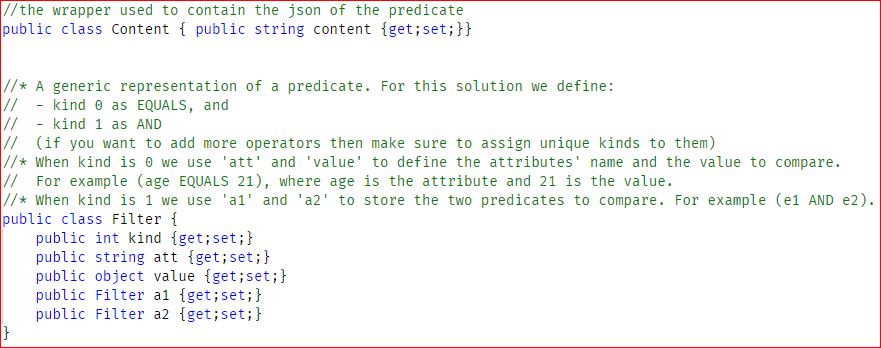 //the wrapper used to contain the json of the predicate
public class Content { public string content {get;set;}}
//* A generic representation of a predicate. For this solution we define:
//  - kind 0 as EQUALS, and
//  - kind 1 as AND
//  (if you want to add more operators then make sure to assign unique kinds to them)
//* When kind is 0 we use 'att' and 'value' to define the attributes' name and the value to compare.
//  For example (age EQUALS 21), where age is the attribute and 21 is the value.
//* When kind is 1 we use 'a1' and 'a2' to store the two predicates to compare. For example (e1 AND e2).
public class Filter {
    public int kind {get;set;}
    public string att {get;set;}
    public object value {get;set;}
    public Filter a1 {get;set;}
    public Filter a2 {get;set;}
}